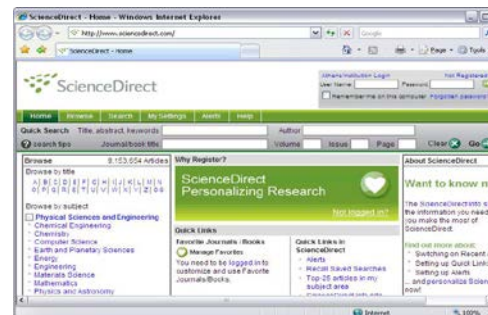 ScienceDirect - Home - Windows Internet Explorer
http://www.sciencedirect.com/
Google
ScienceDirect - Home
Page
Tools
ScienceDirect
Athens/Institution Login
Not Registered
User Name:
Password:
Remember me on this computer
Forgotten password
Home
Browse
Search
My Settings
Alerts
Help
Quick Search
Title, abstract, keywords
Author
search tips
Journal/book title
Volume
Issue
Page
Clear
Go
Browse
Browse by title
A | B | C | D | E | F | G | H | I | J | K | L | M | N
O | P | Q | R | S | T | U | V | W | X | Y | Z | 0-9
Browse by subject
Physical Sciences and Engineering
Chemical Engineering
Chemistry
Computer Science
Earth and Planetary Sciences
Energy
Engineering
Materials Science
Mathematics
Physics and Astronomy
Why Register?
ScienceDirect
Personalizing Research
Not logged in?
Quick Links
Favorite Journals / Books
Manage Favorites
You need to be logged in to
customize and use Favorite
Journals/Books.
Quick Links in
ScienceDirect
Alerts
Recall Saved Searches
Top 25 articles in my
subject area
About ScienceDirect
Want to know
The ScienceDirect Info s
the information you need
you make the most of
ScienceDirect.
Find out more about:
Switching on Recent
Setting up Quick Links
Setting up Alerts
... and personalize Scien
now!
Internet
100%